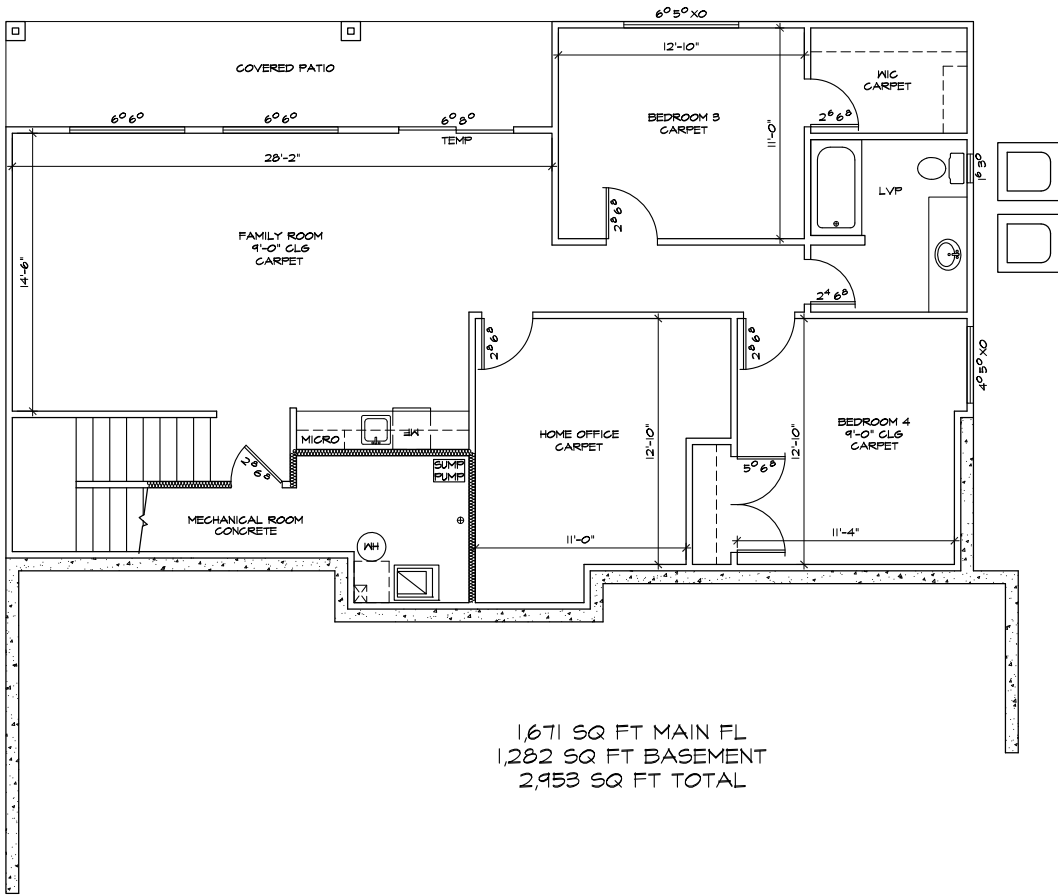 6⁰5⁰XO
12'-10"
COVERED PATIO
WIC
CARPET
6⁰6⁰
6⁰6⁰
6⁰8⁰
TEMP
BEDROOM 3
CARPET
2⁸6⁸
11'-0"
28'-2"
LVP
1⁶3⁰
2⁸6⁸
FAMILY ROOM
9'-0" CLG
CARPET
14'-6"
2⁴6⁸
2⁸6⁸
2⁸6⁸
4⁰5⁰XO
MICRO
HOME OFFICE
CARPET
12'-10"
12'-10"
BEDROOM 4
9'-0" CLG
CARPET
2⁸6⁸
SUMP
PUMP
5⁰6⁸
MECHANICAL ROOM
CONCRETE
WH
11'-0"
11'-4"
1,671 SQ FT MAIN FL
1,282 SQ FT BASEMENT
2,953 SQ FT TOTAL